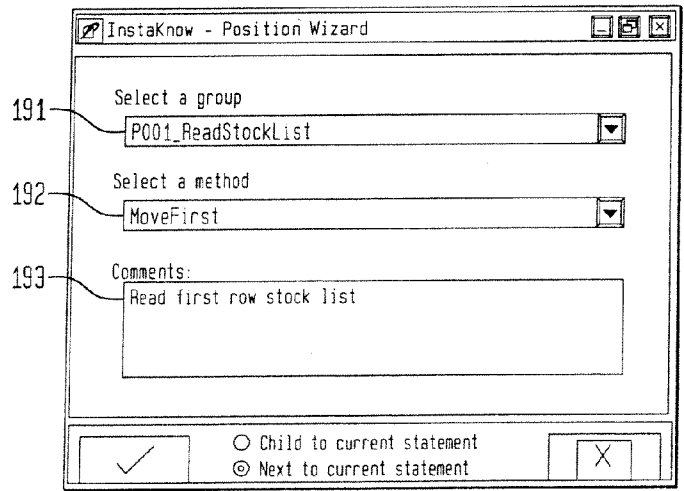 InstaKnow - Position Wizard
Select a group
191
P001_ReadStockList
Select a method
192
MoveFirst
Comments:
193
Read first row stock list
Child to current statement
Next to current statement
X